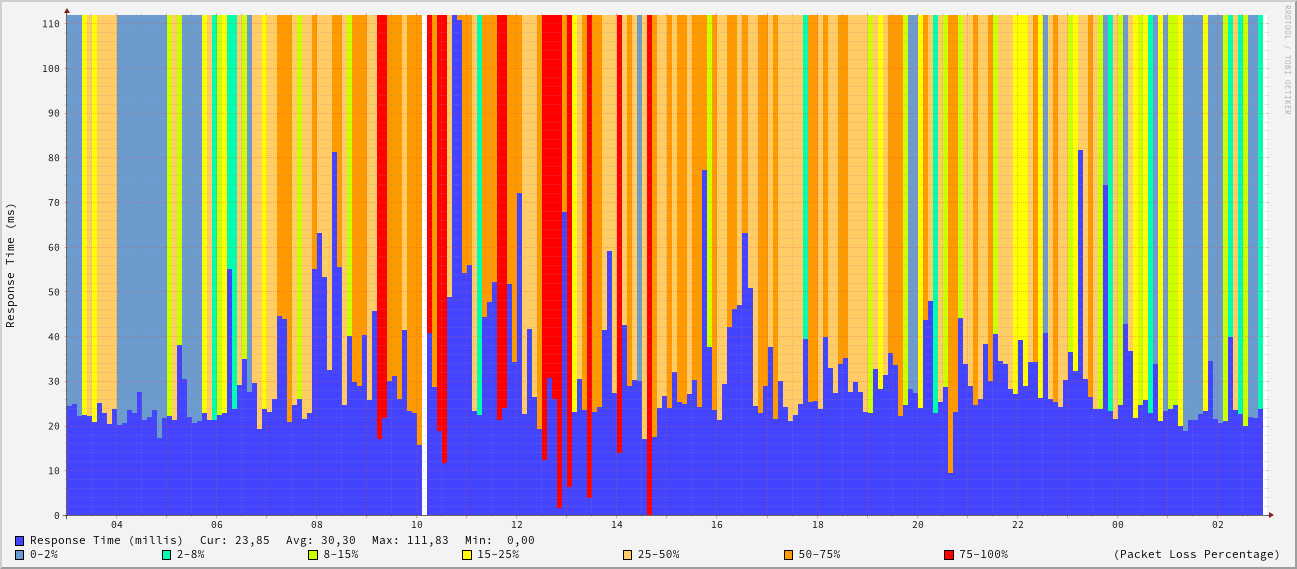 RRDTOOL / TOBI OETIKER
Response Time (ms)
110
100
90
80
70
60
50
40
30
20
10
0
04 06 08 10 12 14 16 18 20 22 00 02
Response Time (millis) Cur: 23,85 Avg: 30,30 Max: 111,83 Min: 0,00
0-2% 2-8% 8-15% 15-25% 25-50% 50-75% 75-100% (Packet Loss Percentage)